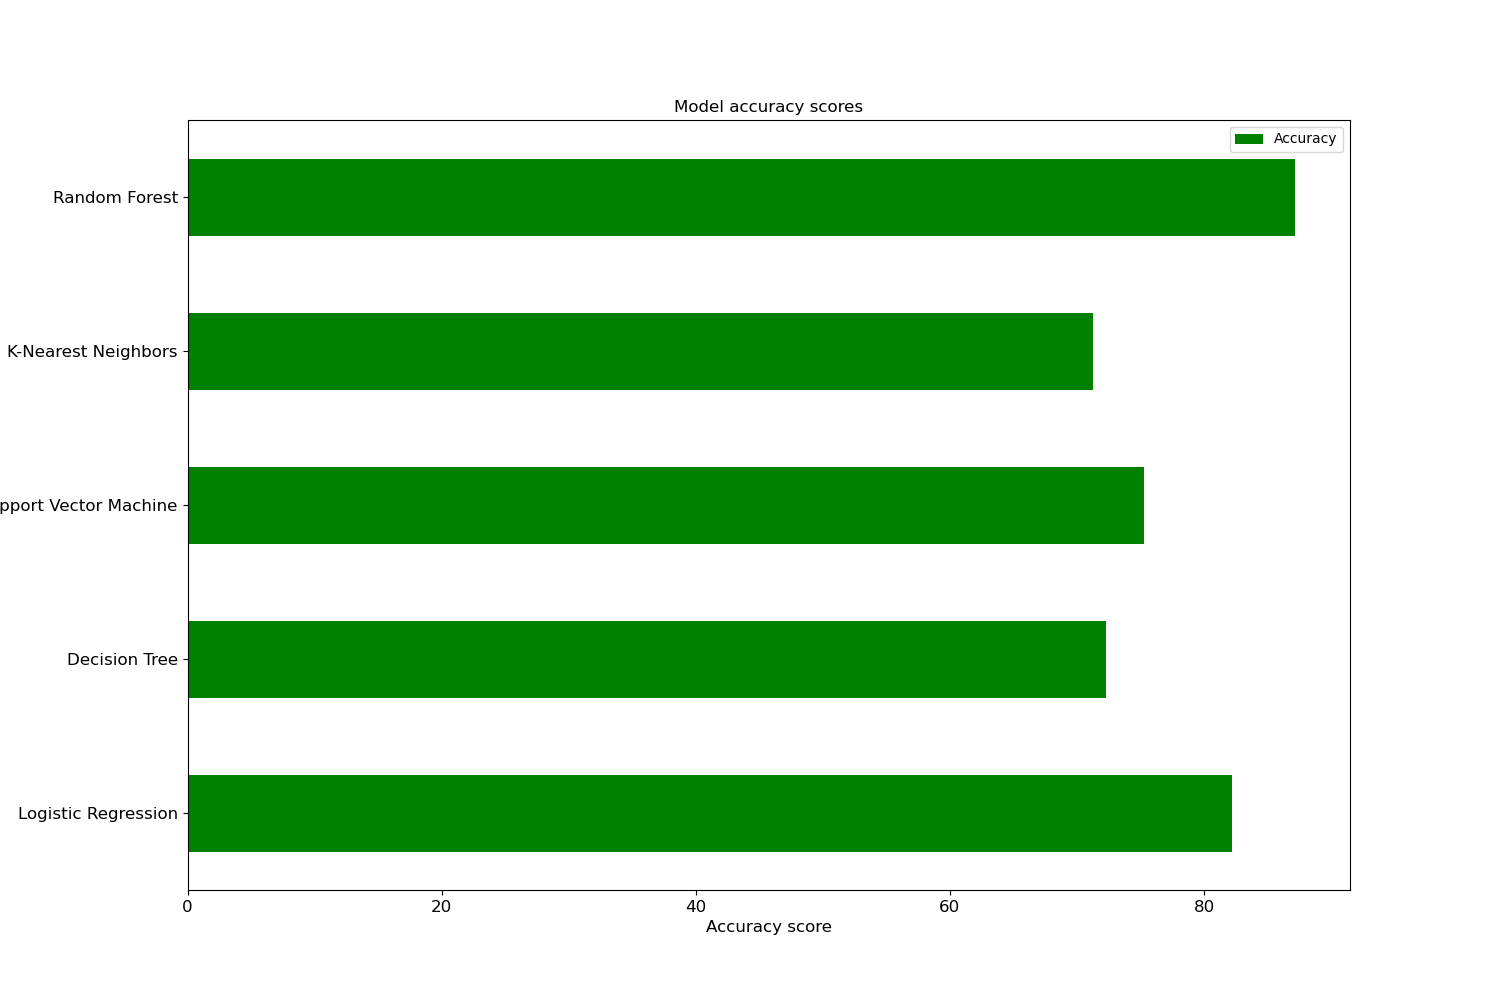 Model accuracy scores
Accuracy
Random Forest
K-Nearest Neighbors
pport Vector Machine
Decision Tree
Logistic Regression
0 20 40 60 80
Accuracy score